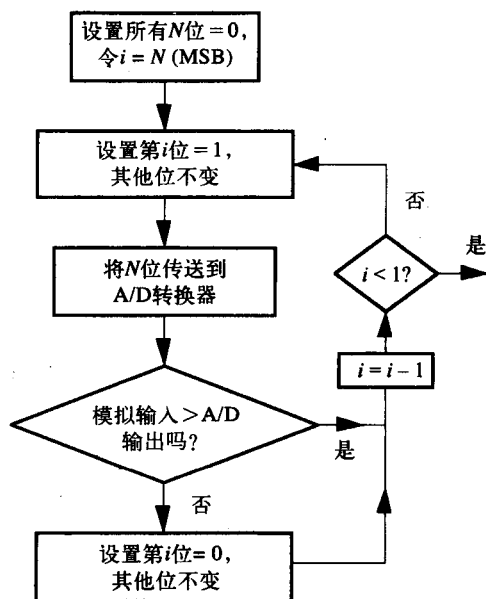 设置所有N位=0,
令i = N (MSB)
设置第i位=1,
其他位不变
否
是
将N位传送到
A/D转换器
i < 1?
i = i – 1
模拟输入>A/D
输出吗?
是
否
设置第i位= 0,
其他位不变